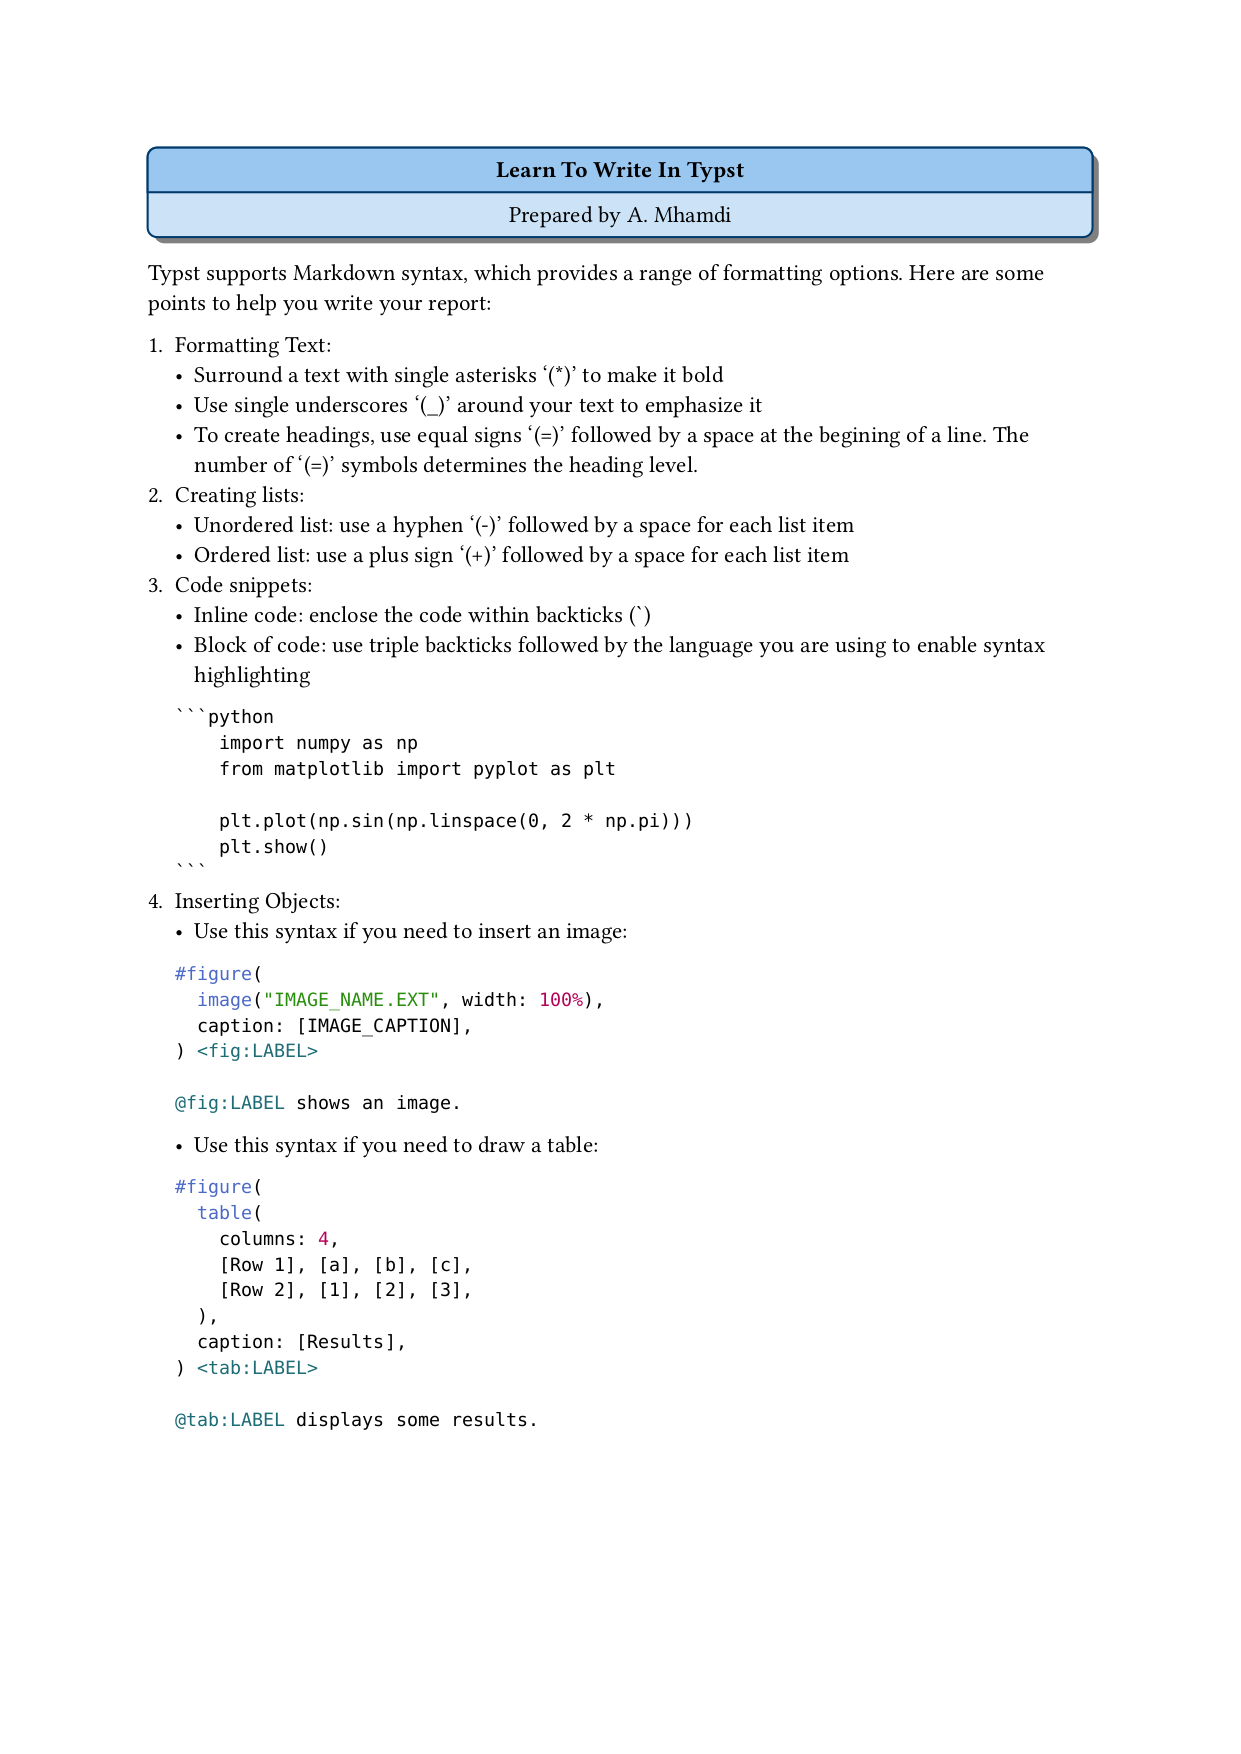 Learn To Write In Typst
Prepared by A. Mhamdi
Typst supports Markdown syntax, which provides a range of formatting options. Here are some
points to help you write your report:
1. Formatting Text:
• Surround a text with single asterisks ‘(*)’ to make it bold
• Use single underscores ‘(_)’ around your text to emphasize it
• To create headings, use equal signs ‘(=)’ followed by a space at the begining of a line. The
number of ‘(=)’ symbols determines the heading level.
2. Creating lists:
• Unordered list: use a hyphen ‘(-)’ followed by a space for each list item
• Ordered list: use a plus sign ‘(+)’ followed by a space for each list item
3. Code snippets:
• Inline code: enclose the code within backticks (`)
• Block of code: use triple backticks followed by the language you are using to enable syntax
highlighting
```python
    import numpy as np
    from matplotlib import pyplot as plt

    plt.plot(np.sin(np.linspace(0, 2 * np.pi)))
    plt.show()
```
4. Inserting Objects:
• Use this syntax if you need to insert an image:
#figure(
  image("IMAGE_NAME.EXT", width: 100%),
  caption: [IMAGE_CAPTION],
) <fig:LABEL>

@fig:LABEL shows an image.
• Use this syntax if you need to draw a table:
#figure(
  table(
    columns: 4,
    [Row 1], [a], [b], [c],
    [Row 2], [1], [2], [3],
  ),
  caption: [Results],
) <tab:LABEL>

@tab:LABEL displays some results.